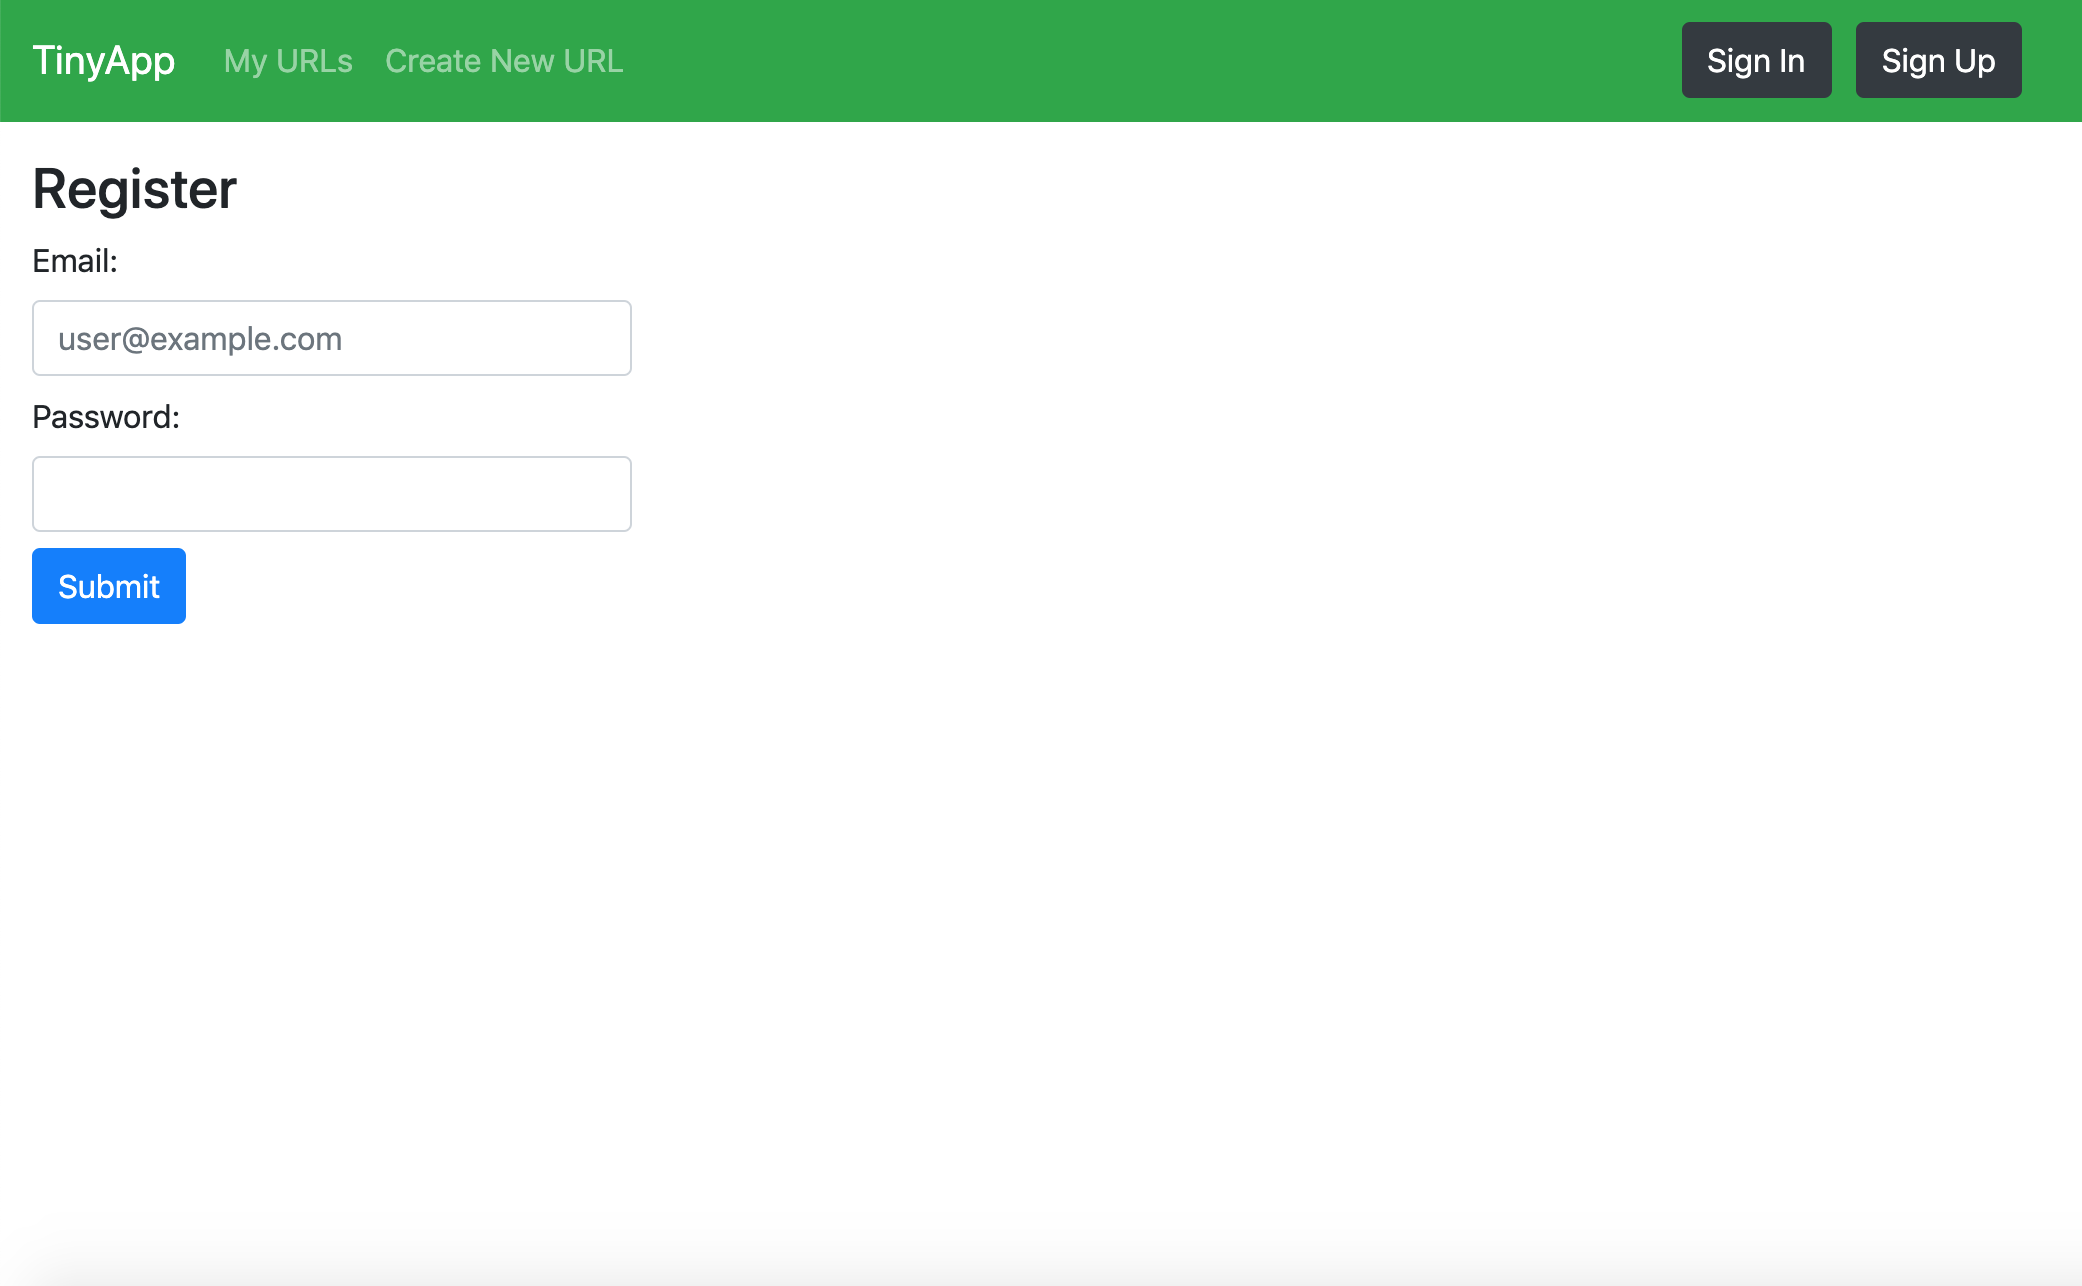 TinyApp My URLs Create New URL Sign In Sign Up
Register
Email:
user@example.com
Password:
Submit